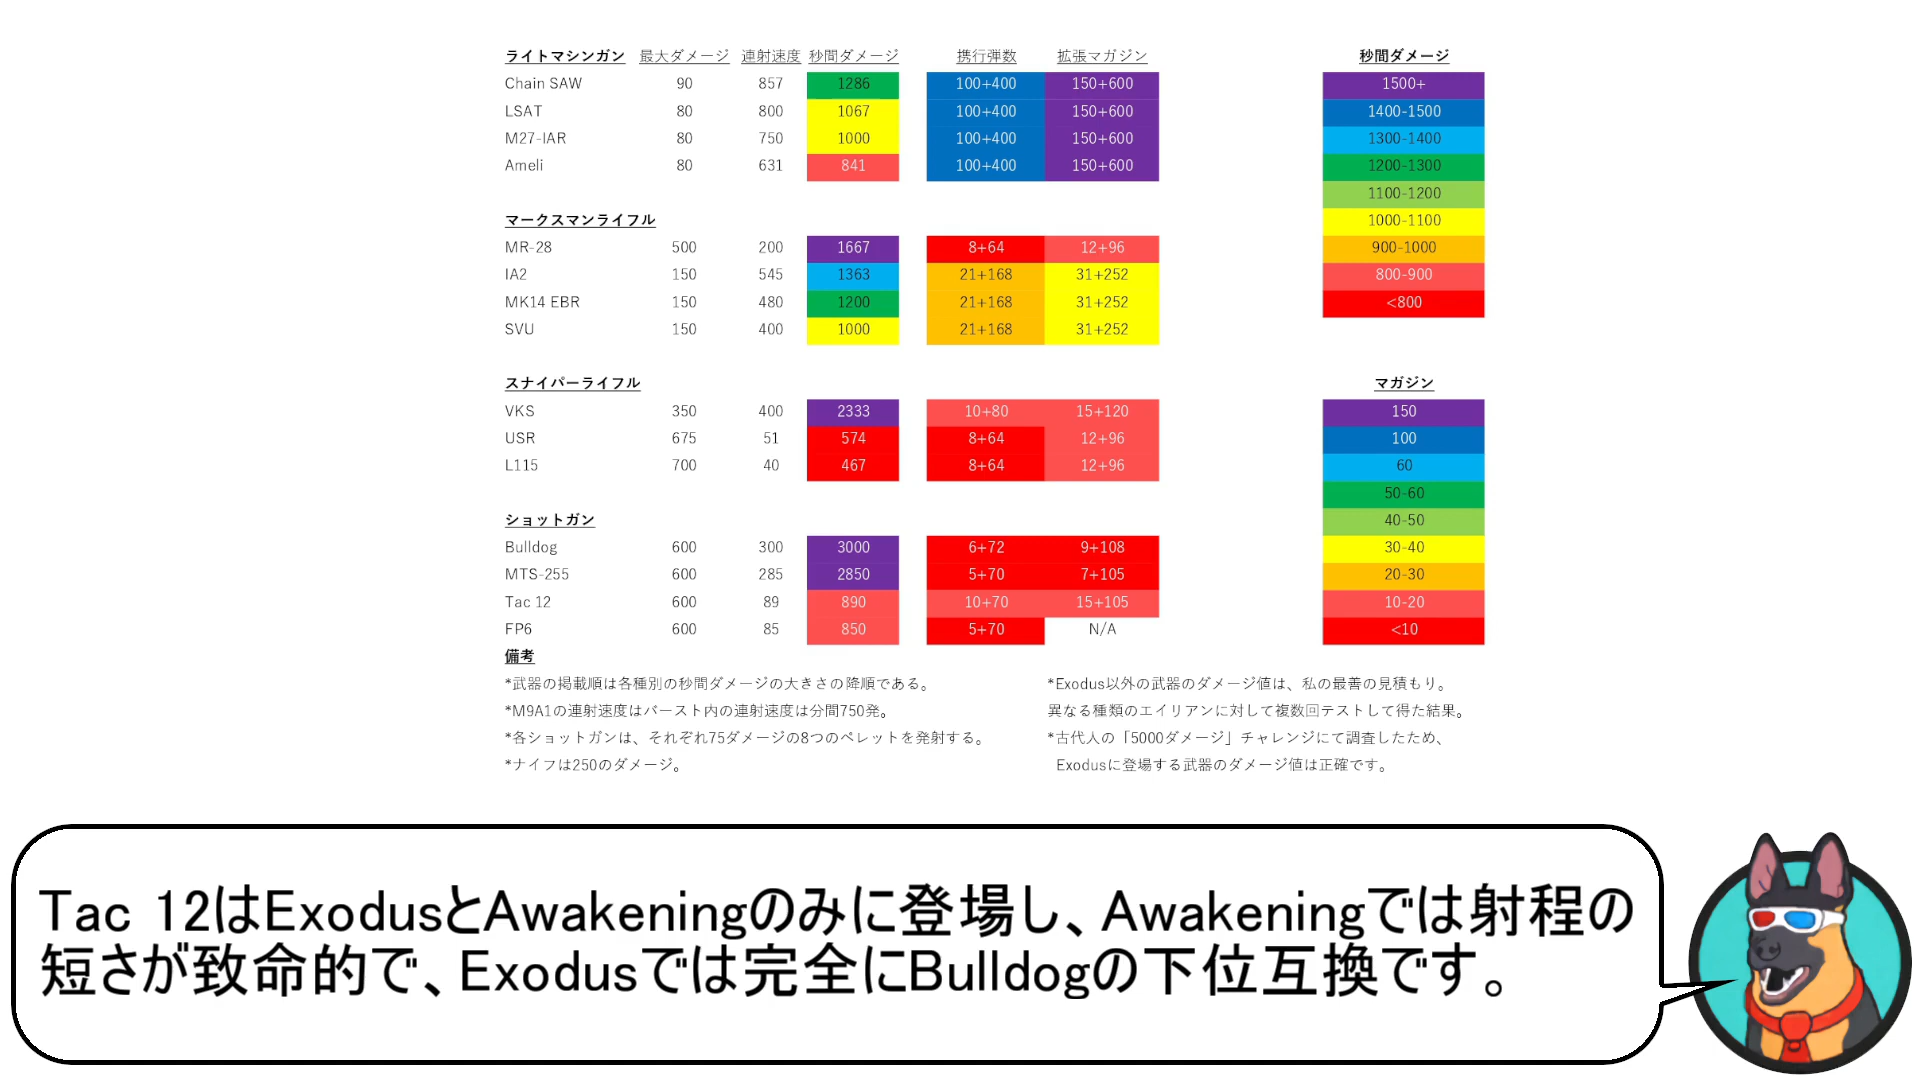 ライトマシンガン 最大ダメージ 連射速度 秒間ダメージ 携行弾数 拡張マガジン 秒間ダメージ
Chain SAW 90 857 1286 100+400 150+600 1500+
LSAT 80 800 1067 100+400 150+600 1400-1500
M27-IAR 80 750 1000 100+400 150+600 1300-1400
Ameli 80 631 841 100+400 150+600 1200-1300
1100-1200
マークスマンライフル 1000-1100
MR-28 500 200 1667 8+64 12+96 900-1000
IA2 150 545 1363 21+168 31+252 800-900
MK14 EBR 150 480 1200 21+168 31+252 <800
SVU 150 400 1000 21+168 31+252
スナイパーライフル マガジン
VKS 350 400 2333 10+80 15+120 150
USR 675 51 574 8+64 12+96 100
L115 700 40 467 8+64 12+96 60
50-60
ショットガン 40-50
Bulldog 600 300 3000 6+72 9+108 30-40
MTS-255 600 285 2850 5+70 7+105 20-30
Tac 12 600 89 890 10+70 15+105 10-20
FP6 600 85 850 5+70 N/A <10
備考
*武器の掲載順は各種別の秒間ダメージの大きさの降順である。
*M9A1の連射速度はバースト内の連射速度は分間750発。
*各ショットガンは、それぞれ75ダメージの8つのペレットを発射する。
*ナイフは250のダメージ。
*Exodus以外の武器のダメージ値は、私の最善の見積もり。
異なる種類のエイリアンに対して複数回テストして得た結果。
*古代人の「5000ダメージ」チャレンジにて調査したため、
Exodusに登場する武器のダメージ値は正確です。
Tac 12はExodusとAwakeningのみに登場し、Awakeningでは射程の
短さが致命的で、Exodusでは完全にBulldogの下位互換です。